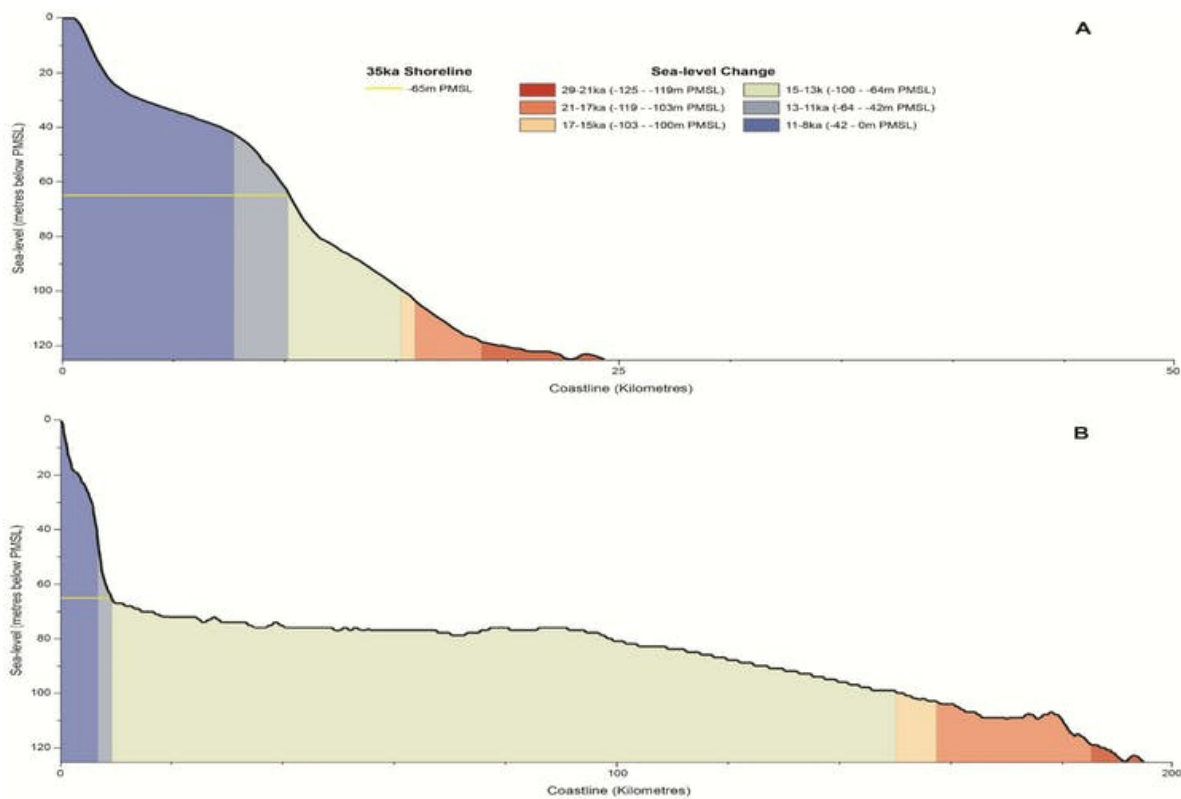 A
35ka Shoreline
-65m PMSL
Sea-level Change
29-21ka (-125 - -119m PMSL)
21-17ka (-119 - -103m PMSL)
17-15ka (-103 - -100m PMSL)
15-13k (-100 - -64m PMSL)
13-11ka (-64 - -42m PMSL)
11-8ka (-42 - 0m PMSL)
Sea-level (metres below PMSL)
0
20
40
60
80
100
120
0
25
50
Coastline (Kilometres)
B
Sea-level (metres below PMSL)
0
20
40
60
80
100
120
0
100
200
Coastline (Kilometres)